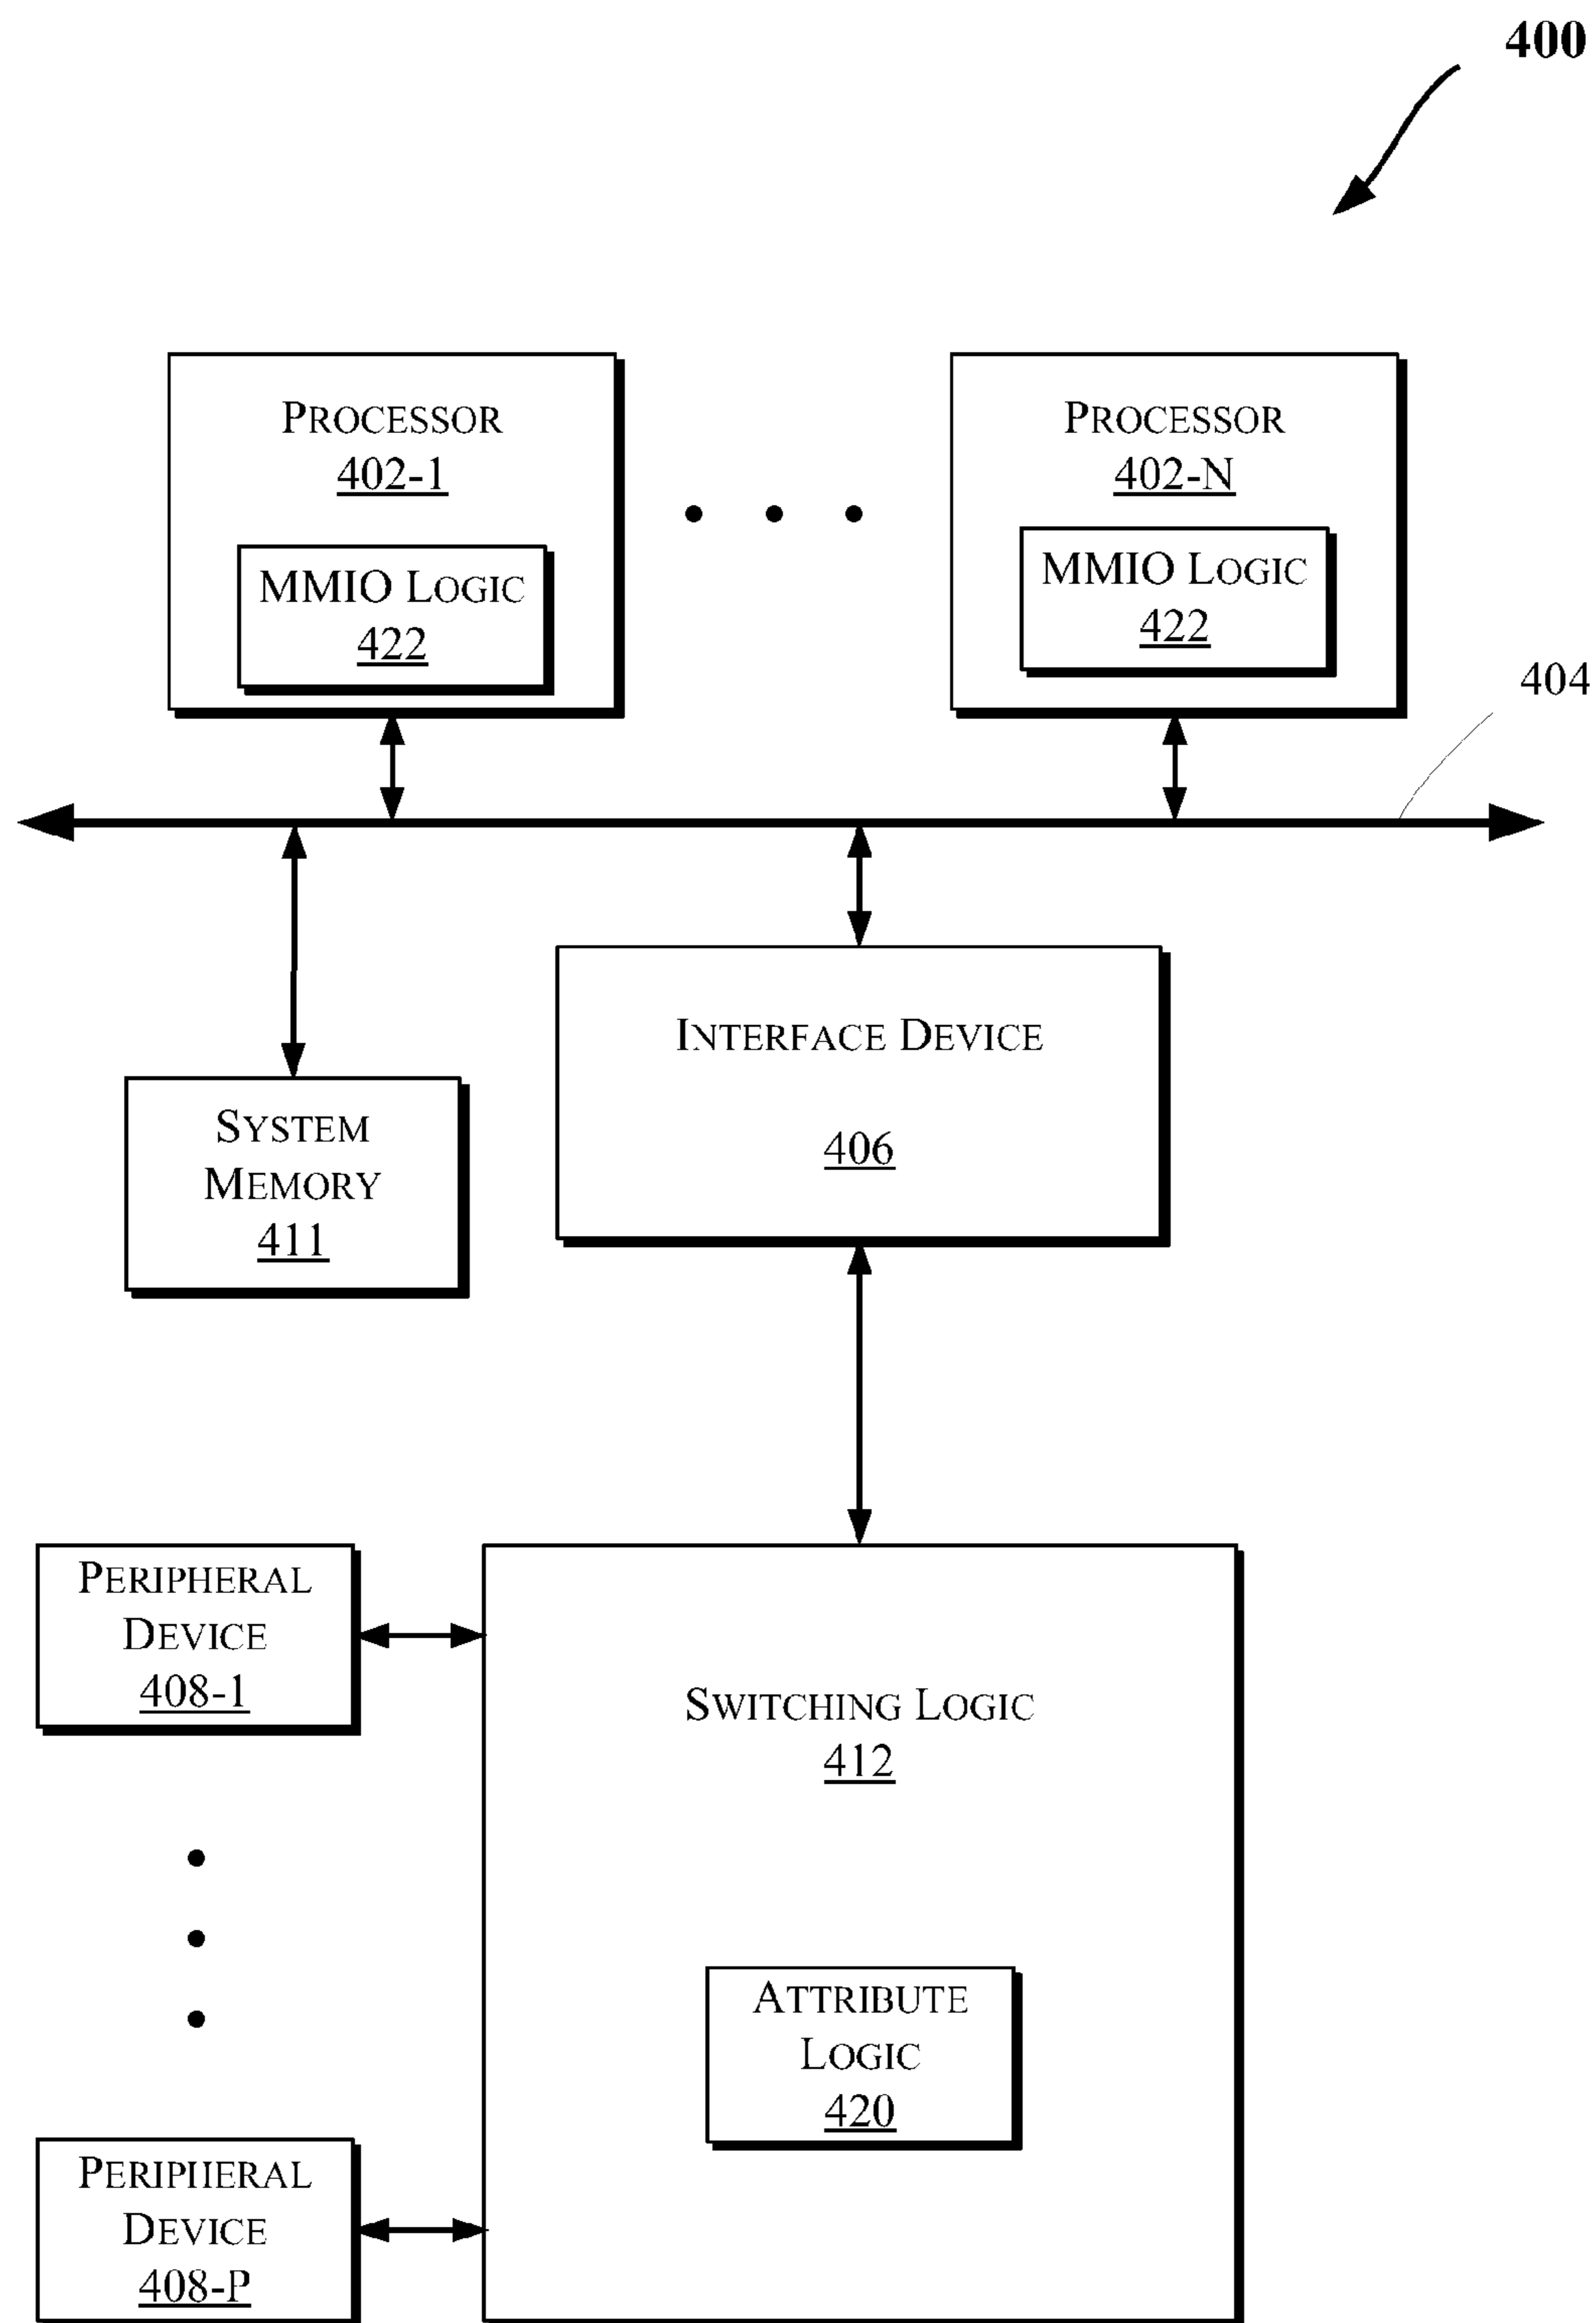 400
PROCESSOR
402-1
MMIO LOGIC
422
PROCESSOR
402-N
MMIO LOGIC
422
404
INTERFACE DEVICE
406
SYSTEM
MEMORY
411
PERIPHERAL
DEVICE
408-1
SWITCHING LOGIC
412
ATTRIBUTE
LOGIC
420
PERIPHERAL
DEVICE
408-P